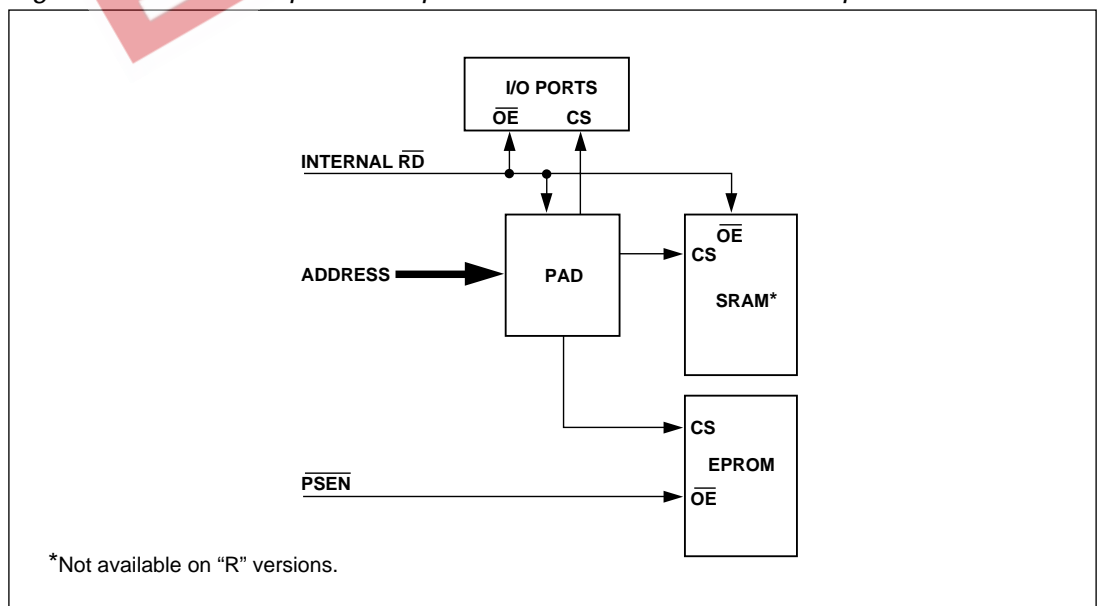 I/O PORTS
OE CS
INTERNAL RD
OE
CS
ADDRESS
PAD
SRAM*
CS
EPROM
PSEN
OE
*Not available on “R” versions.